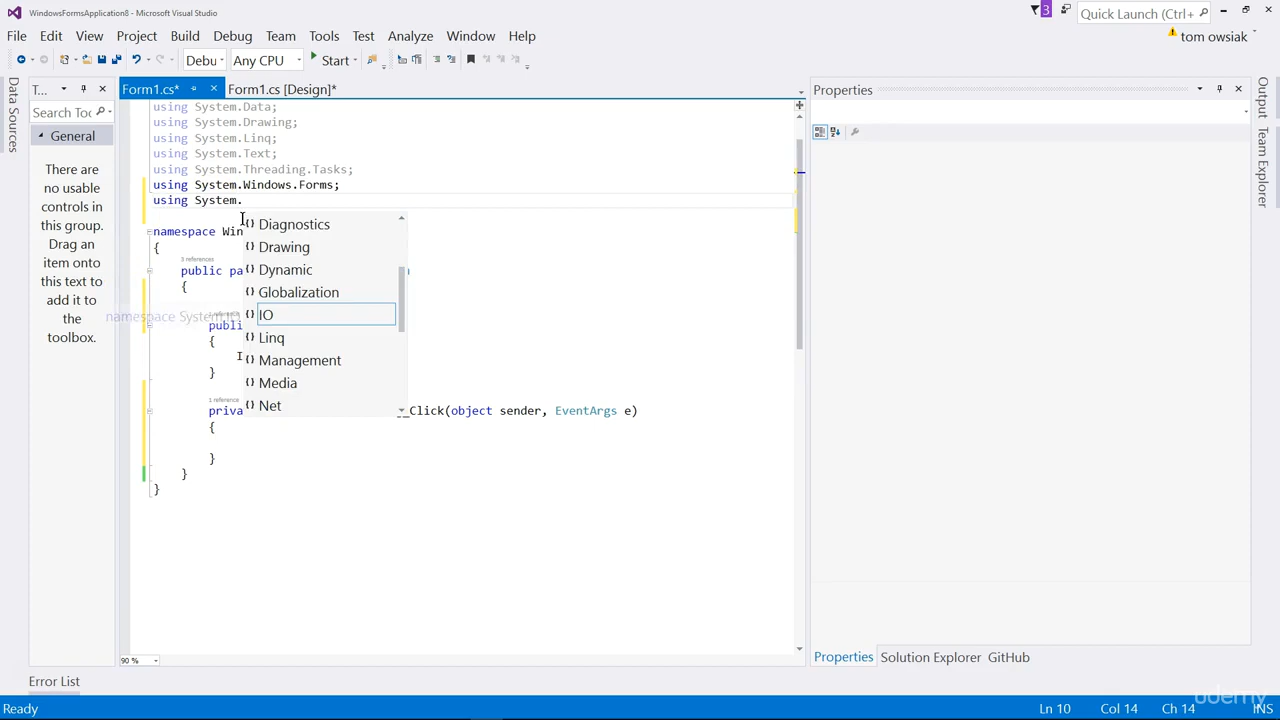 WindowsFormsApplication8 - Microsoft Visual Studio
3
Quick Launch (Ctrl+
File Edit View Project Build Debug Team Tools Test Analyze Window Help
tom owsiak
Debu Any CPU Start
Data Sources
T...
Form1.cs*
Form1.cs [Design]*
Properties
Output
Team Explorer
Search Too
General
There are
no usable
controls in
this group.
Drag an
item onto
this text to
add it to
the
toolbox.
using System.Data;
using System.Drawing;
using System.Linq;
using System.Text;
using System.Threading.Tasks;
using System.Windows.Forms;
using System.
Diagnostics
Drawing
Dynamic
Globalization
IO
Linq
Management
Media
Net
namespace System.IO
namespace Win
{
3 references
public pa
{
publi
{
I
}
privat
_Click(object sender, EventArgs e)
{
}
}
}
90 %
Properties Solution Explorer GitHub
Error List
Ready
Ln 10 Col 14 Ch 14 INS
udemy